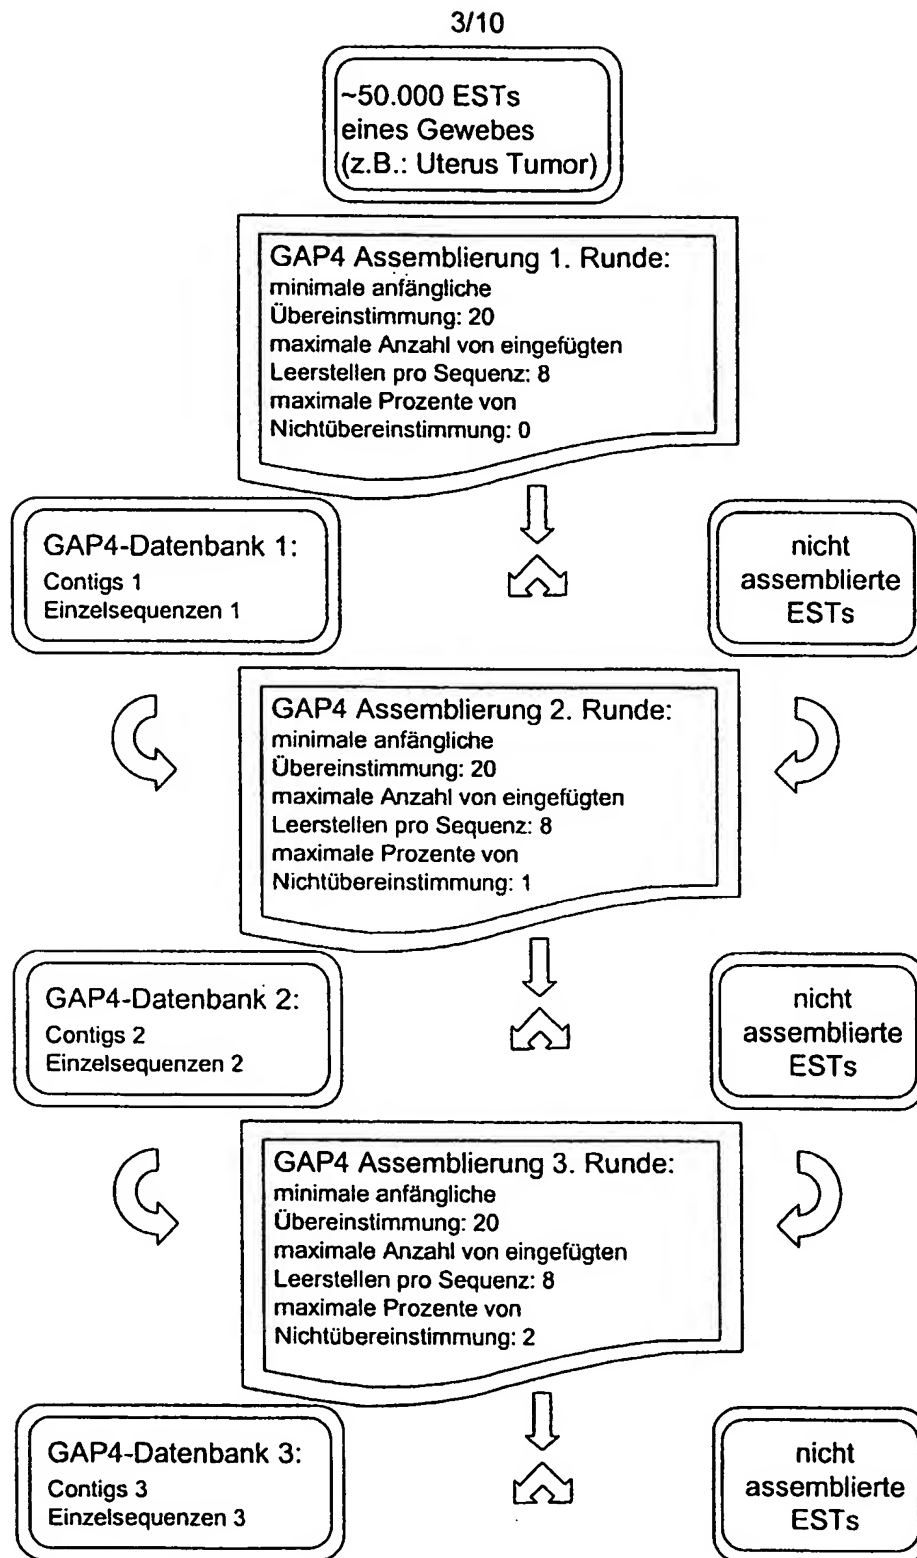 3/10
~50.000 ESTs
eines Gewebes
(z.B.: Uterus Tumor)
GAP4 Assemblierung 1. Runde:
minimale anfängliche
Übereinstimmung: 20
maximale Anzahl von eingefügten
Leerstellen pro Sequenz: 8
maximale Prozente von
Nichtübereinstimmung: 0
GAP4-Datenbank 1:
Contigs 1
Einzelsequenzen 1
nicht
assemblierte
ESTs
GAP4 Assemblierung 2. Runde:
minimale anfängliche
Übereinstimmung: 20
maximale Anzahl von eingefügten
Leerstellen pro Sequenz: 8
maximale Prozente von
Nichtübereinstimmung: 1
GAP4-Datenbank 2:
Contigs 2
Einzelsequenzen 2
nicht
assemblierte
ESTs
GAP4 Assemblierung 3. Runde:
minimale anfängliche
Übereinstimmung: 20
maximale Anzahl von eingefügten
Leerstellen pro Sequenz: 8
maximale Prozente von
Nichtübereinstimmung: 2
GAP4-Datenbank 3:
Contigs 3
Einzelsequenzen 3
nicht
assemblierte
ESTs